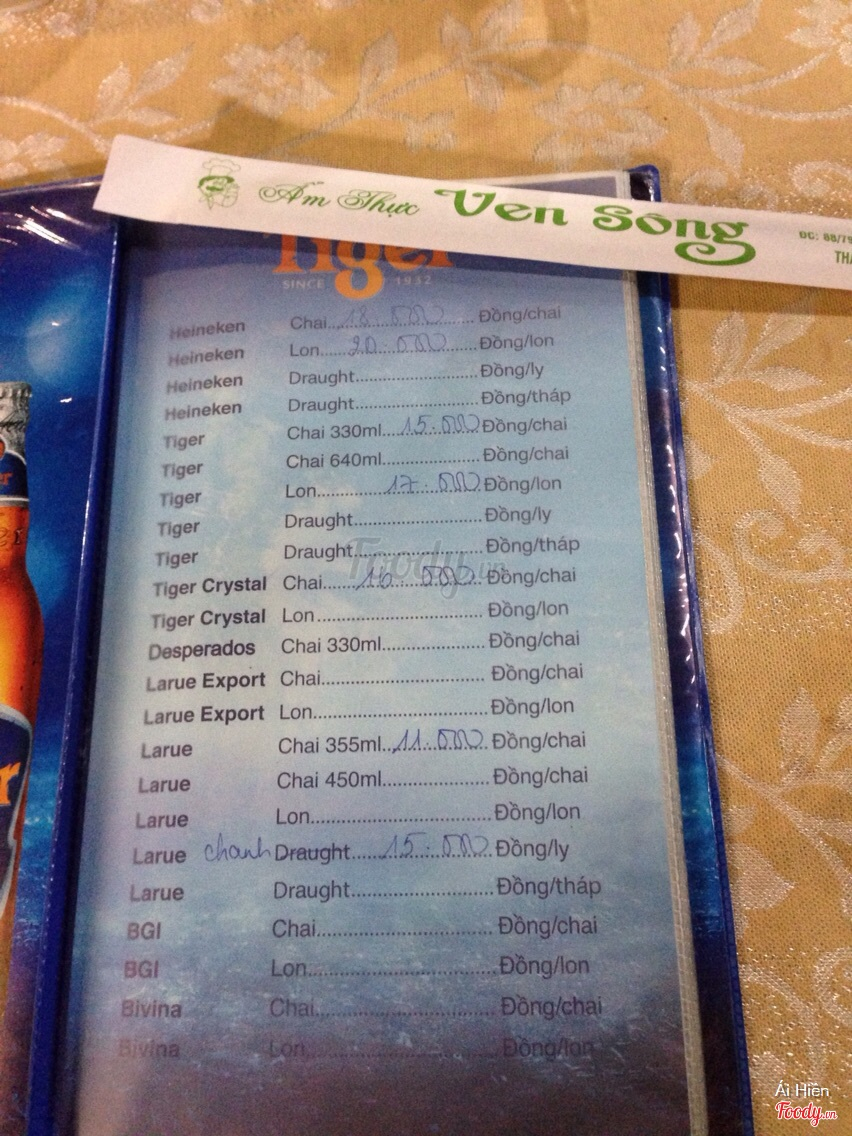 Ẩm Thực Ven Sông
ĐC: 88/79
Tiger
SINCE 1932
Heineken Chai...18.000...Đồng/chai
Heineken Lon...20.000...Đồng/lon
Heineken Draught...Đồng/ly
Heineken Draught...Đồng/tháp
Tiger Chai 330ml...15.000 Đồng/chai
Tiger Chai 640ml...Đồng/chai
Tiger Lon...17.000 Đồng/lon
Tiger Draught...Đồng/ly
Tiger Draught...Đồng/tháp
Tiger Crystal Chai...16.000 Đồng/chai
Tiger Crystal Lon...Đồng/lon
Desperados Chai 330ml...Đồng/chai
Larue Export Chai...Đồng/chai
Larue Export Lon...Đồng/lon
Larue Chai 355ml...11.000 Đồng/chai
Larue Chai 450ml...Đồng/chai
Larue Lon...Đồng/lon
Larue chanh Draught...15.000 Đồng/ly
Larue Draught...Đồng/tháp
BGI Chai...Đồng/chai
BGI Lon...Đồng/lon
Bivina Chai...Đồng/chai
Bivina Lon...Đồng/lon
Foody.vn
Ái Hiên
Foody.vn